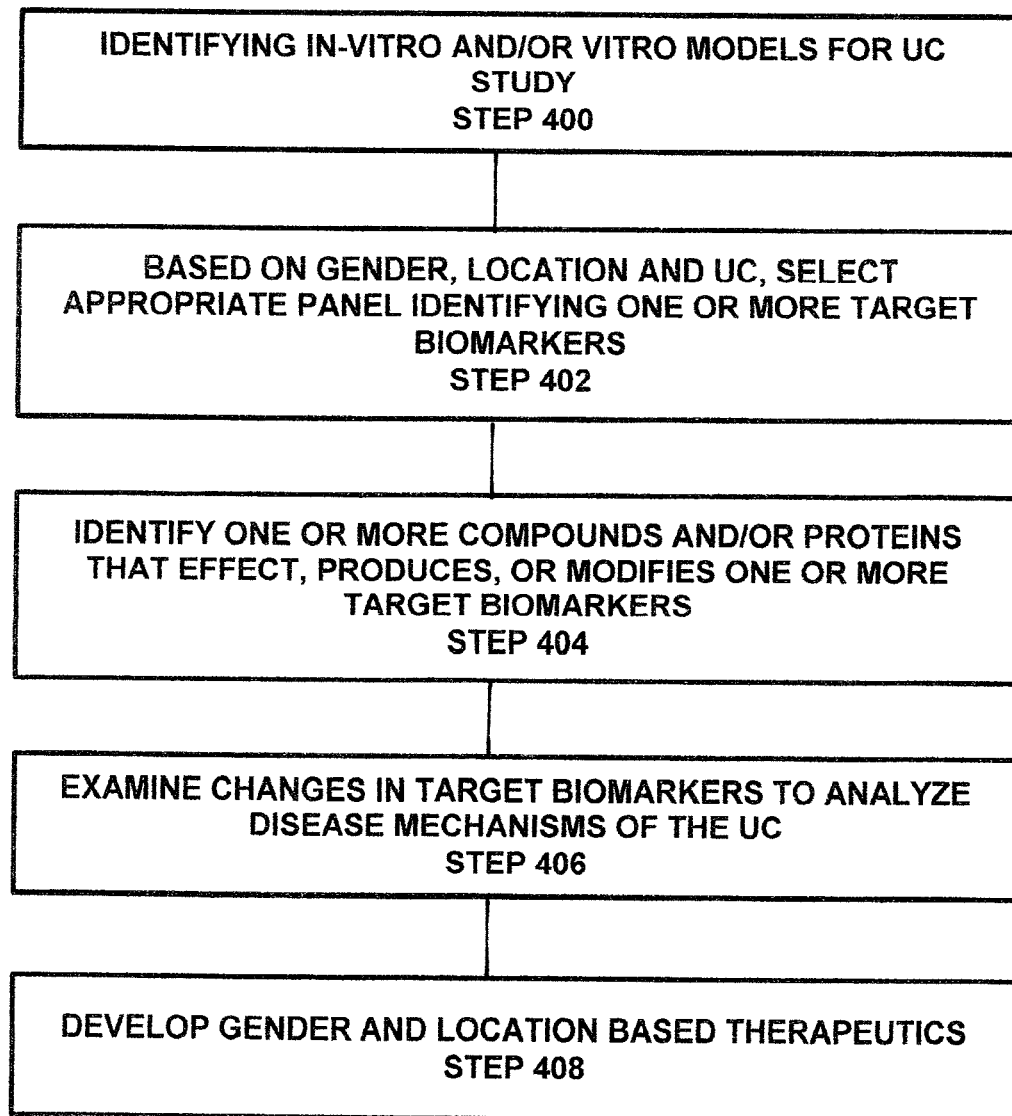 IDENTIFYING IN-VITRO AND/OR VITRO MODELS FOR UC
STUDY
STEP 400
BASED ON GENDER, LOCATION AND UC, SELECT
APPROPRIATE PANEL IDENTIFYING ONE OR MORE TARGET
BIOMARKERS
STEP 402
IDENTIFY ONE OR MORE COMPOUNDS AND/OR PROTEINS
THAT EFFECT, PRODUCES, OR MODIFIES ONE OR MORE
TARGET BIOMARKERS
STEP 404
EXAMINE CHANGES IN TARGET BIOMARKERS TO ANALYZE
DISEASE MECHANISMS OF THE UC
STEP 406
DEVELOP GENDER AND LOCATION BASED THERAPEUTICS
STEP 408